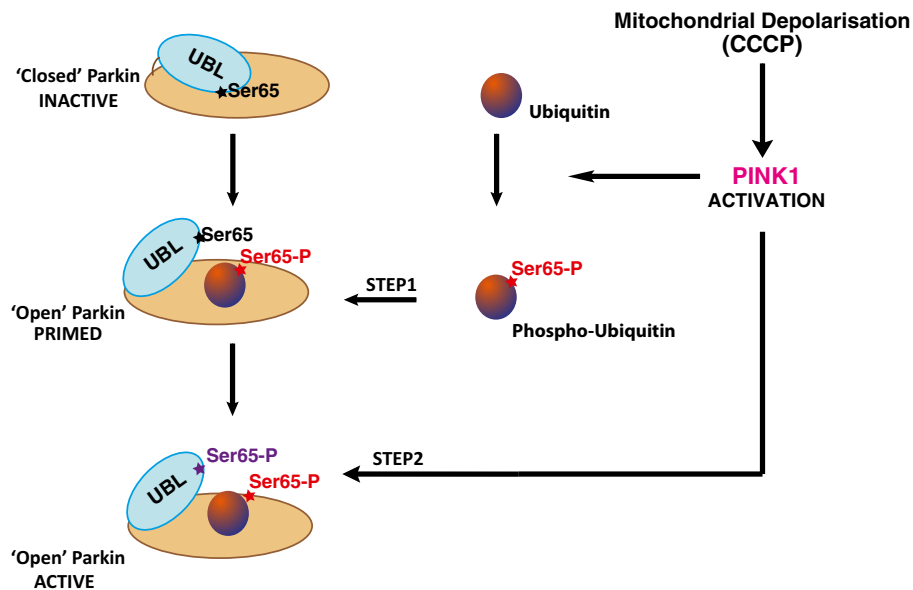 Mitochondrial Depolarisation
(CCCP)
UBL
Ser65
'Closed' Parkin
INACTIVE
Ubiquitin
PINK1
ACTIVATION
UBL
Ser65
Ser65-P
'Open' Parkin
PRIMED
STEP1
Ser65-P
Phospho-Ubiquitin
UBL
Ser65-P
Ser65-P
STEP2
'Open' Parkin
ACTIVE